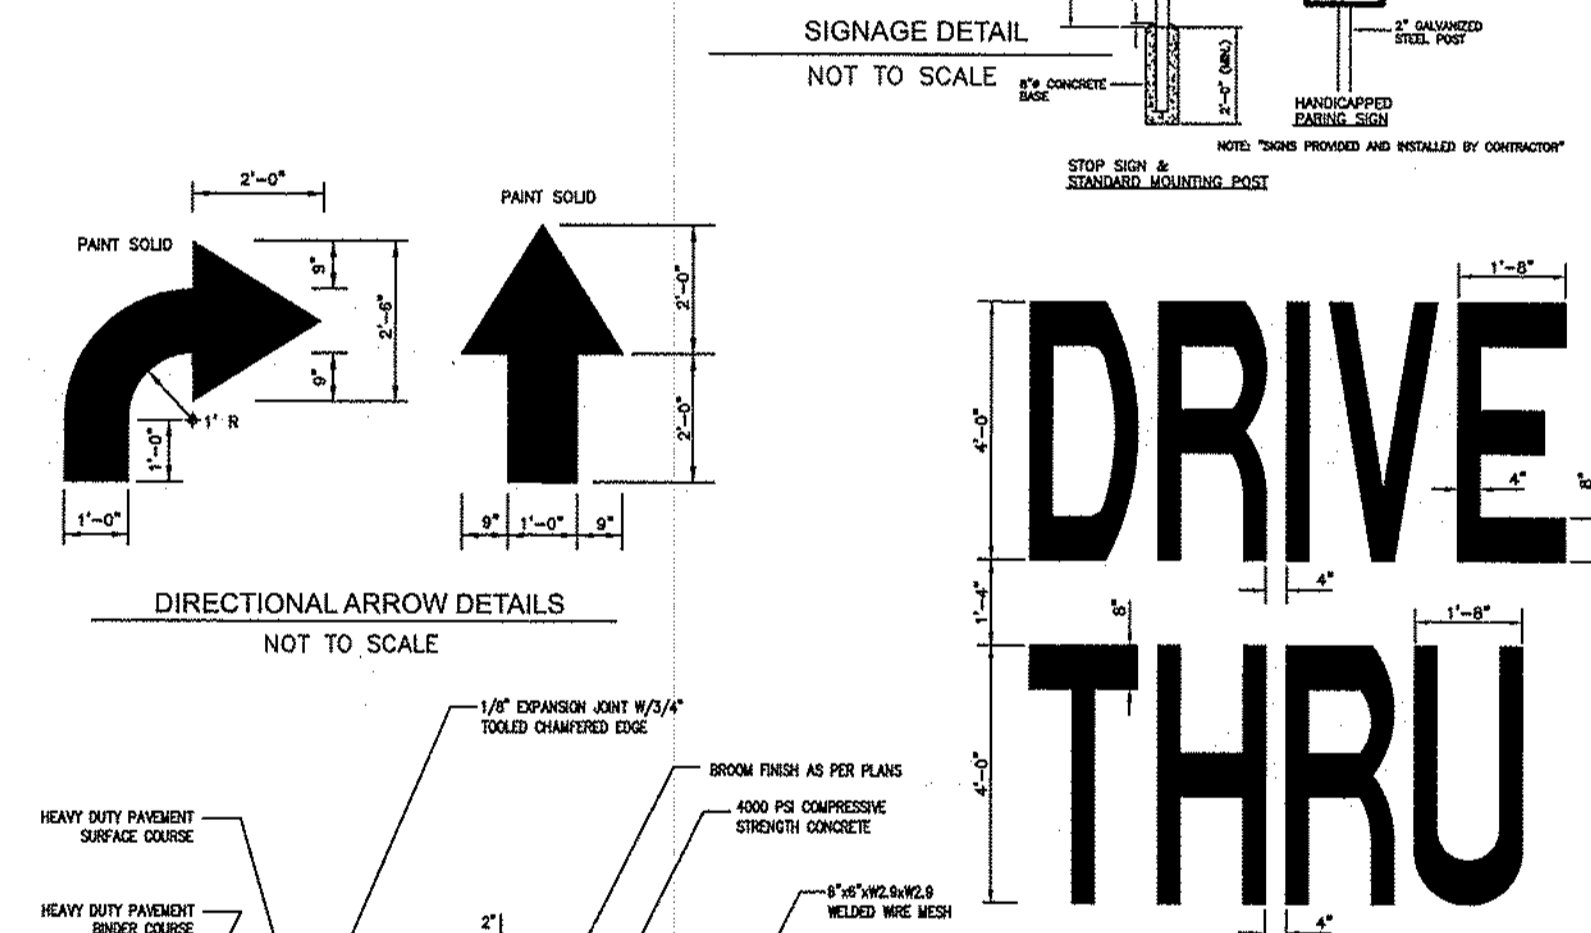 SIGNAGE DETAIL
NOT TO SCALE
8"ø CONCRETE
BASE
2'-0" (MIN.)
2" GALVANIZED
STEEL POST
HANDICAPPED
PARING SIGN
NOTE: "SIGNS PROVIDED AND INSTALLED BY CONTRACTOR"
STOP SIGN &
STANDARD MOUNTING POST
2'-0"
PAINT SOLID
9"
2'-6"
9"
1' R
1'-0"
1'-0"
PAINT SOLID
2'-0"
2'-0"
9"
1'-0"
9"
DIRECTIONAL ARROW DETAILS
NOT TO SCALE
1'-8"
4'-0"
DRIVE
4"
8"
1'-4"
4"
8"
1'-8"
4'-0"
THRU
4"
1/8" EXPANSION JOINT W/3/4"
TOOLED CHAMFERED EDGE
BROOM FINISH AS PER PLANS
4000 PSI COMPRESSIVE
STRENGTH CONCRETE
HEAVY DUTY PAVEMENT
SURFACE COURSE
HEAVY DUTY PAVEMENT
BINDER COURSE
2"
6"x6"xW2.9xW2.9
WELDED WIRE MESH